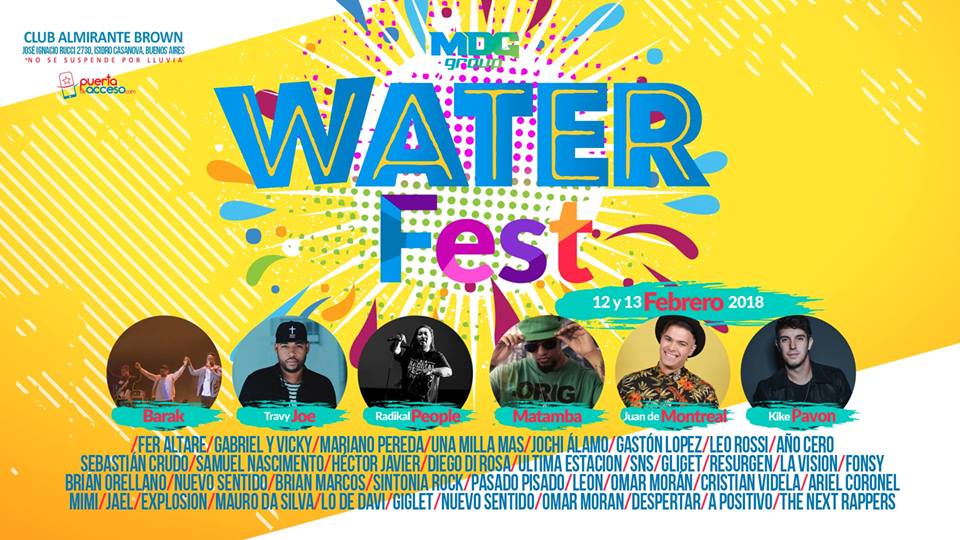 CLUB ALMIRANTE BROWN
JOSÉ IGNACIO RUCCI 2730, ISIDRO CASANOVA, BUENOS AIRES
*NO SE SUSPENDE POR LLUVIA
puerta
acceso.com
MDG
group
WATER
Fest
12 y 13 Febrero 2018
Barak
Travy Joe
Radikal People
Matamba
Juan de Montreal
Kike Pavon
ORIG
/FER ALTARE/GABRIEL Y VICKY/MARIANO PEREDA/UNA MILLA MAS/JOCHI ÁLAMO/GASTÓN LOPEZ/LEO ROSSI/AÑO CERO
SEBASTIÁN CRUDO/SAMUEL NASCIMENTO/HÉCTOR JAVIER/DIEGO DI ROSA/ULTIMA ESTACION/SNS/GLIGET/RESURGEN/LA VISION/FONSY
BRIAN ORELLANO/NUEVO SENTIDO/BRIAN MARCOS/SINTONIA ROCK/PASADO PISADO/LEON/OMAR MORÁN/CRISTIAN VIDELA/ARIEL CORONEL
MIMI/JAEL/EXPLOSION/MAURO DA SILVA/LO DE DAVI/GIGLET/NUEVO SENTIDO/OMAR MORAN/DESPERTAR/A POSITIVO/THE NEXT RAPPERS